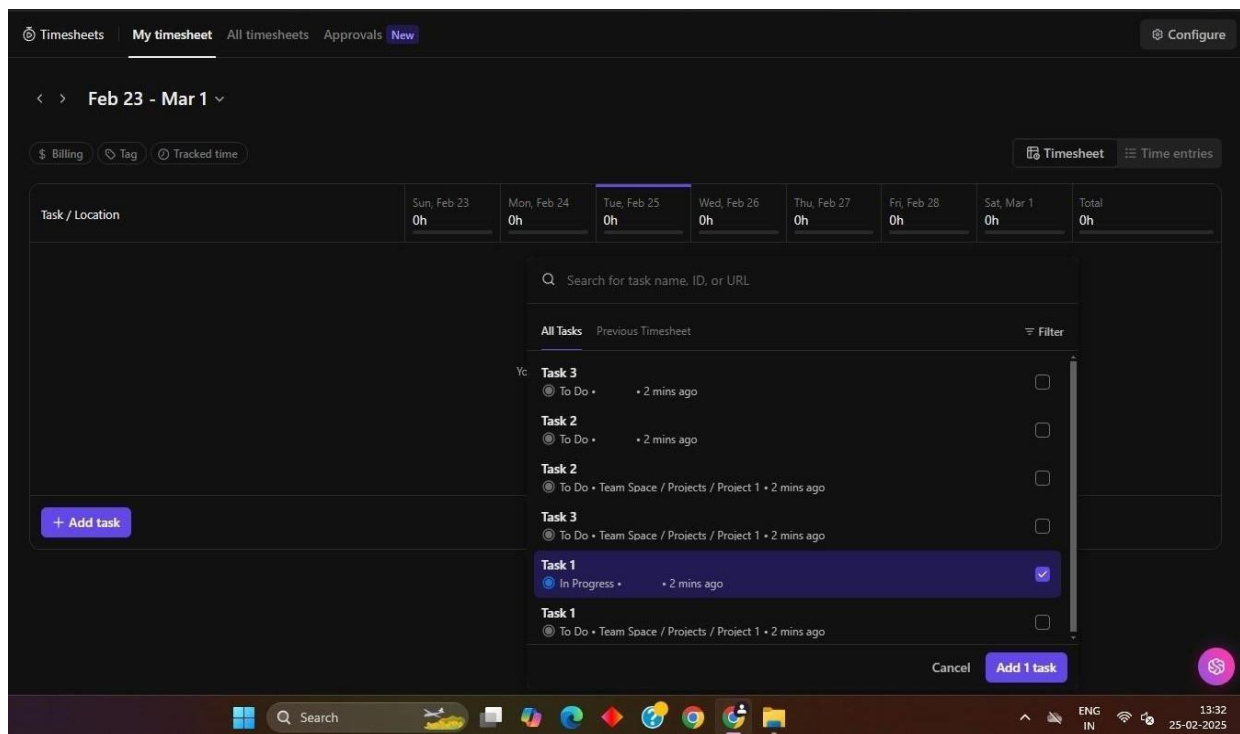 Timesheets My timesheet All timesheets Approvals New Configure
Feb 23 - Mar 1
$ Billing Tag Tracked time Timesheet Time entries
Task / Location Sun, Feb 23 Mon, Feb 24 Tue, Feb 25 Wed, Feb 26 Thu, Feb 27 Fri, Feb 28 Sat, Mar 1 Total
0h 0h 0h 0h 0h 0h 0h 0h
Search for task name, ID, or URL
All Tasks Previous Timesheet Filter
Yo
Task 3
To Do • • 2 mins ago
Task 2
To Do • • 2 mins ago
Task 2
To Do • Team Space / Projects / Project 1 • 2 mins ago
Task 3
To Do • Team Space / Projects / Project 1 • 2 mins ago
+ Add task
Task 1
In Progress • • 2 mins ago
Task 1
To Do • Team Space / Projects / Project 1 • 2 mins ago
Cancel Add 1 task
Search ENG 13:32
IN 25-02-2025